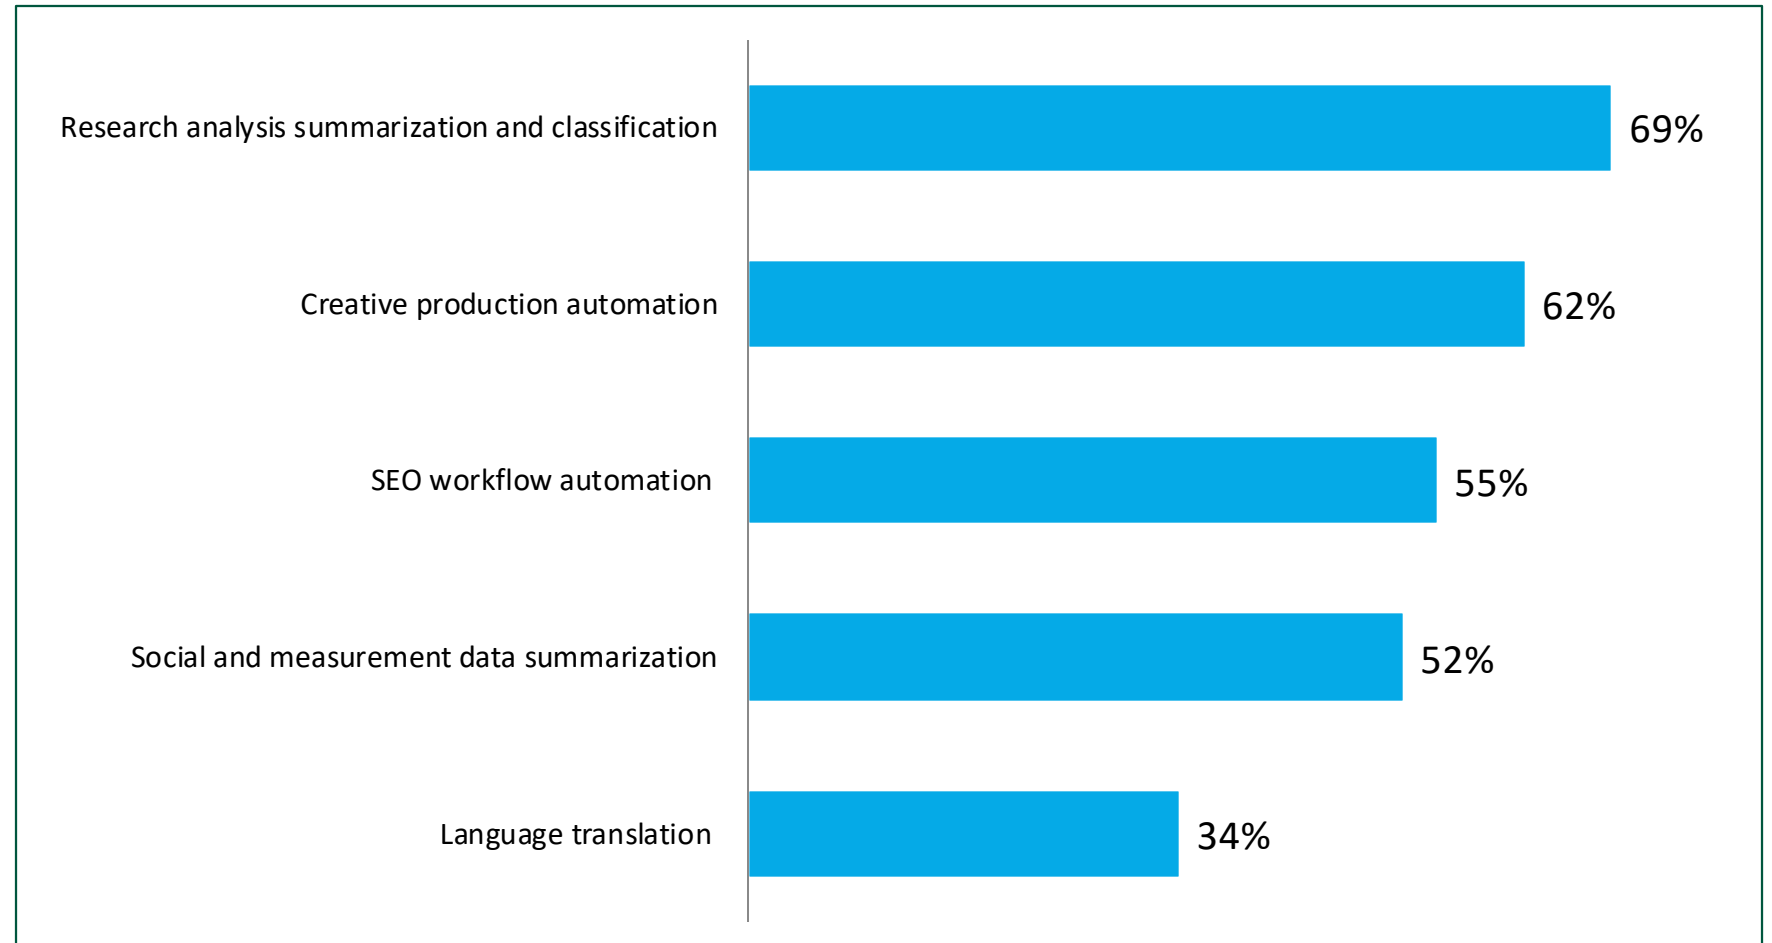 Research analysis summarization and classification 69%
Creative production automation 62%
SEO workflow automation 55%
Social and measurement data summarization 52%
Language translation 34%